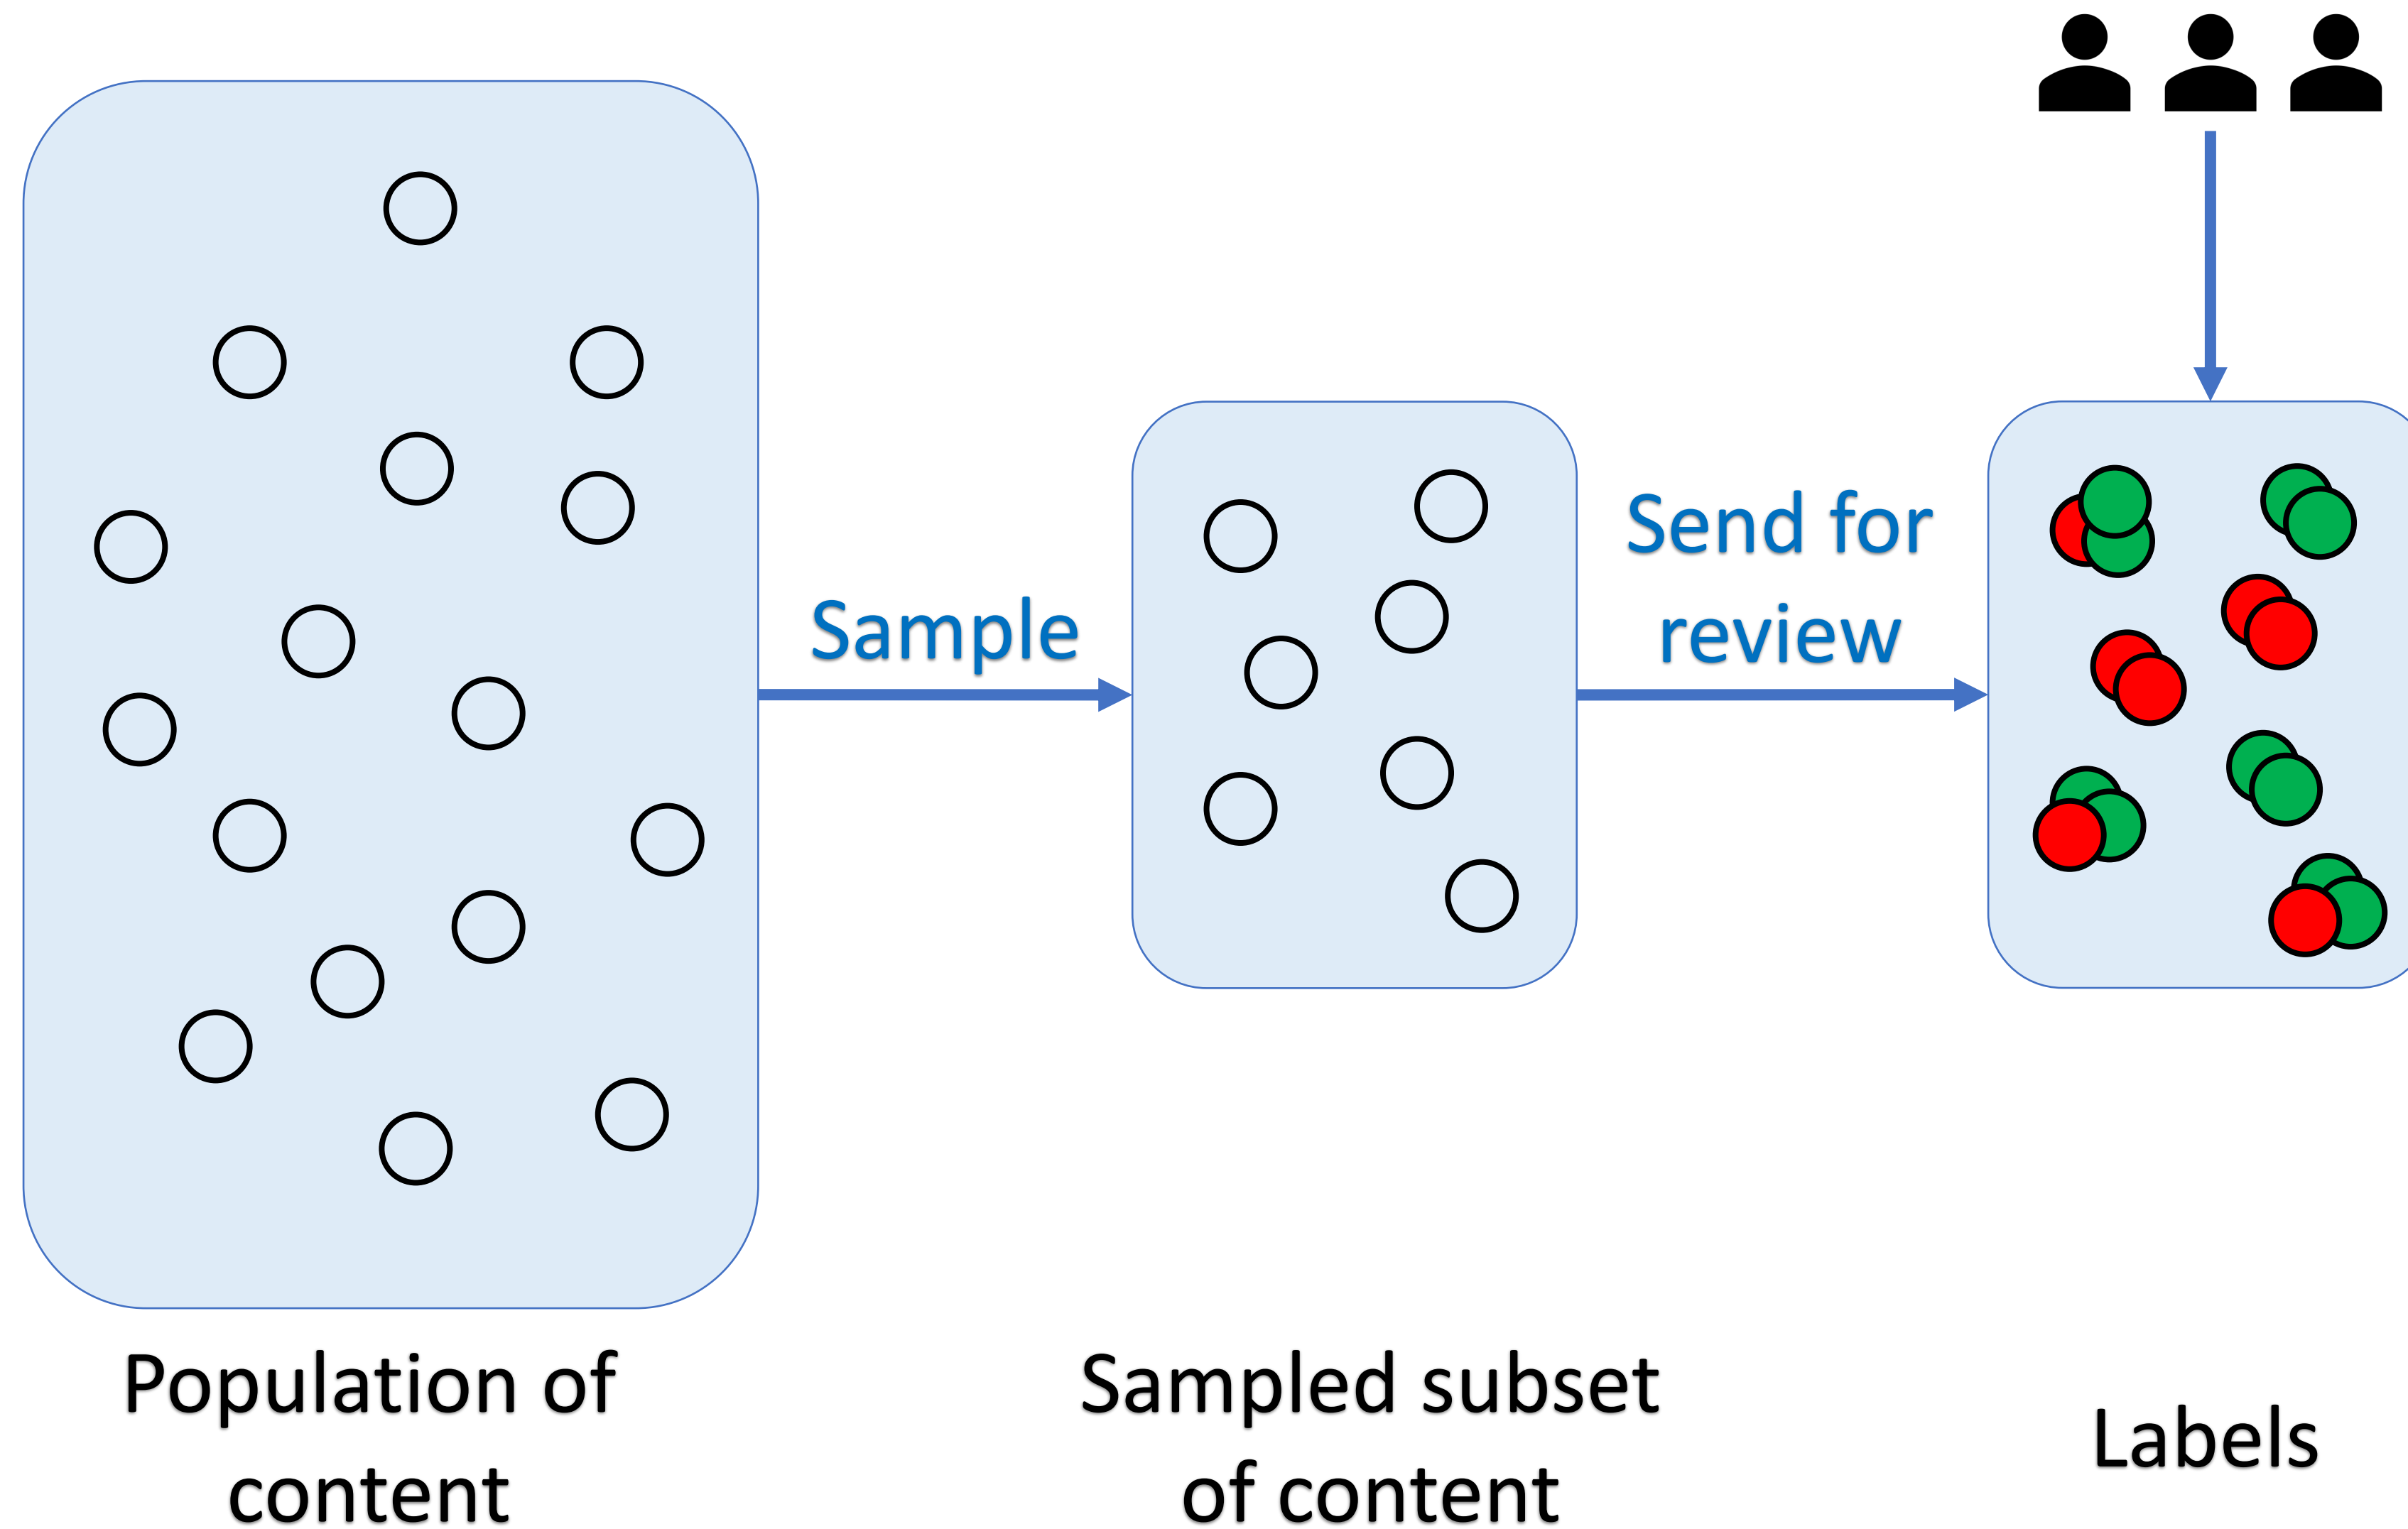 Sample
Send for
review
Population of
content
Sampled subset
of content
Labels